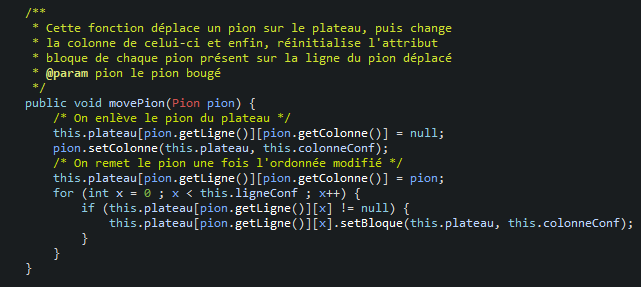 /**
 * Cette fonction déplace un pion sur le plateau, puis change
 * la colonne de celui-ci et enfin, réinitialise l'attribut
 * bloque de chaque pion présent sur la ligne du pion déplacé
 * @param pion le pion bougé
 */
public void movePion(Pion pion) {
    /* On enlève le pion du plateau */
    this.plateau[pion.getLigne()][pion.getColonne()] = null;
    pion.setColonne(this.plateau, this.colonneConf);
    /* On remet le pion une fois l'ordonnée modifié */
    this.plateau[pion.getLigne()][pion.getColonne()] = pion;
    for (int x = 0 ; x < this.ligneConf ; x++) {
        if (this.plateau[pion.getLigne()][x] != null) {
            this.plateau[pion.getLigne()][x].setBloque(this.plateau, this.colonneConf);
        }
    }
}